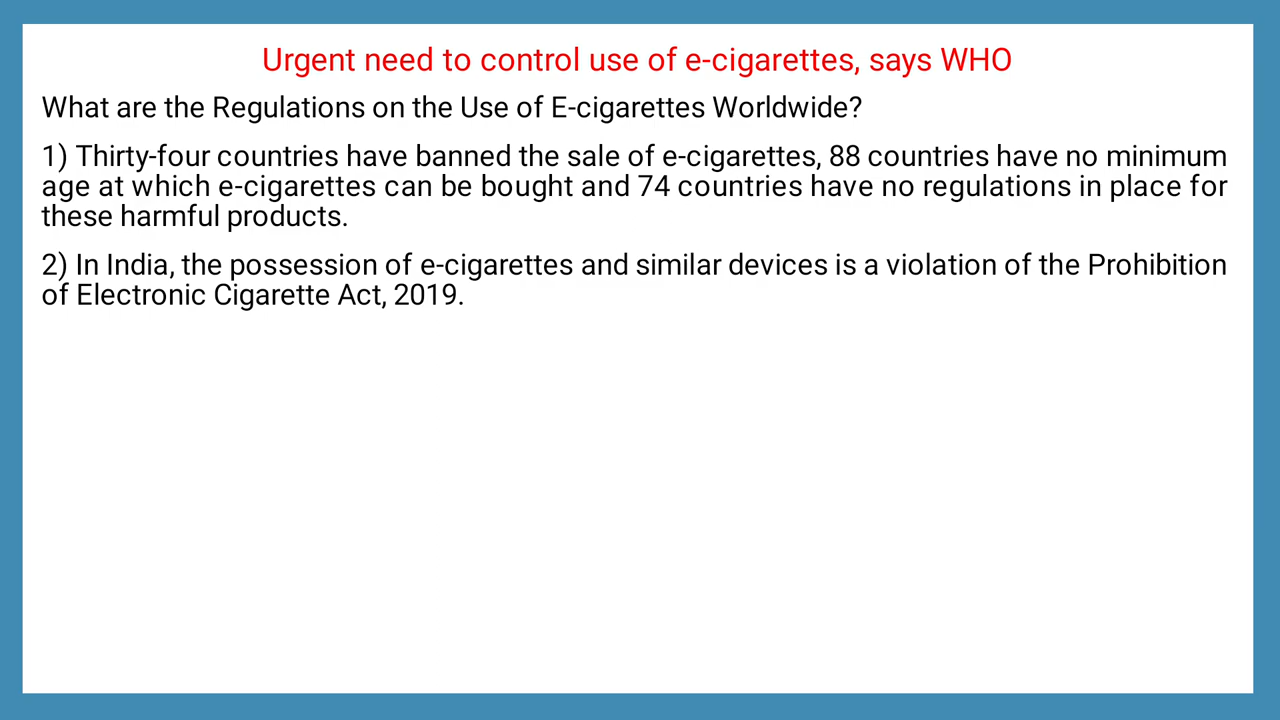 Urgent need to control use of e-cigarettes, says WHO
What are the Regulations on the Use of E-cigarettes Worldwide?
1) Thirty-four countries have banned the sale of e-cigarettes, 88 countries have no minimum
age at which e-cigarettes can be bought and 74 countries have no regulations in place for
these harmful products.
2) In India, the possession of e-cigarettes and similar devices is a violation of the Prohibition
of Electronic Cigarette Act, 2019.